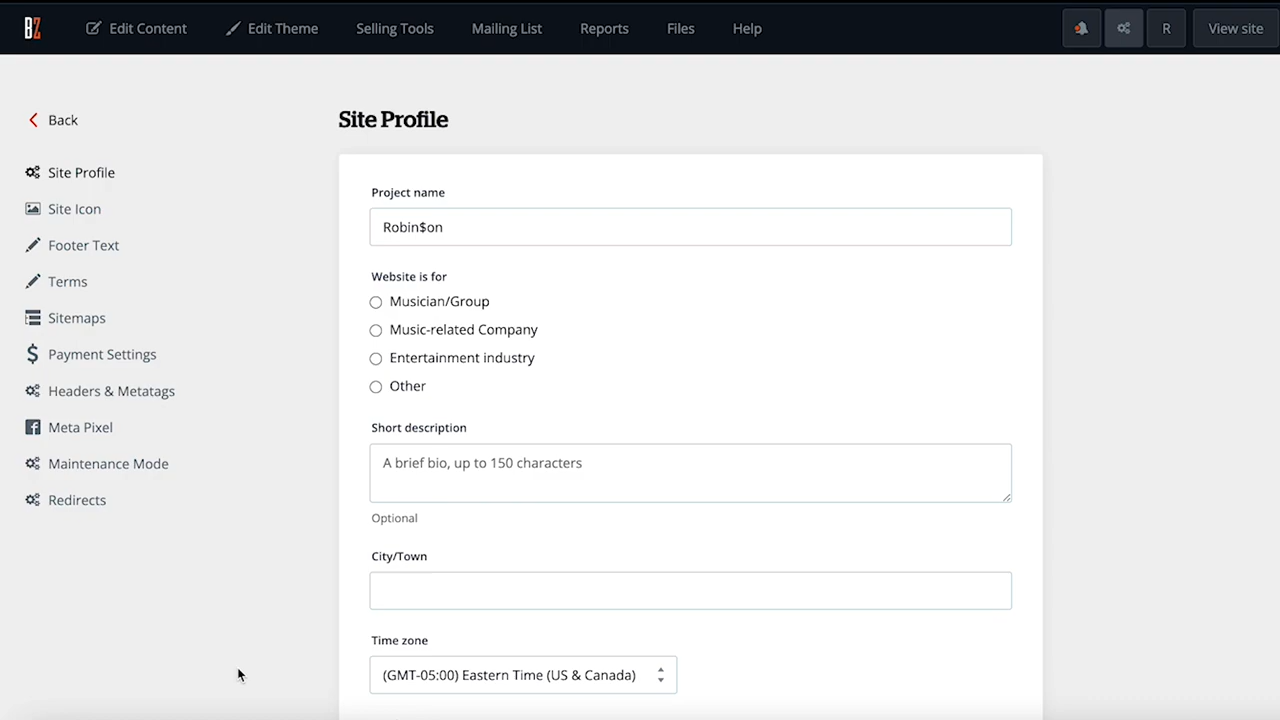 BZ
Edit Content
Edit Theme
Selling Tools
Mailing List
Reports
Files
Help
R
View site
Back
Site Profile
Site Icon
Footer Text
Terms
Sitemaps
Payment Settings
Headers & Metatags
Meta Pixel
Maintenance Mode
Redirects
Site Profile
Project name
Robin$on
Website is for
Musician/Group
Music-related Company
Entertainment industry
Other
Short description
A brief bio, up to 150 characters
Optional
City/Town
Time zone
(GMT-05:00) Eastern Time (US & Canada)